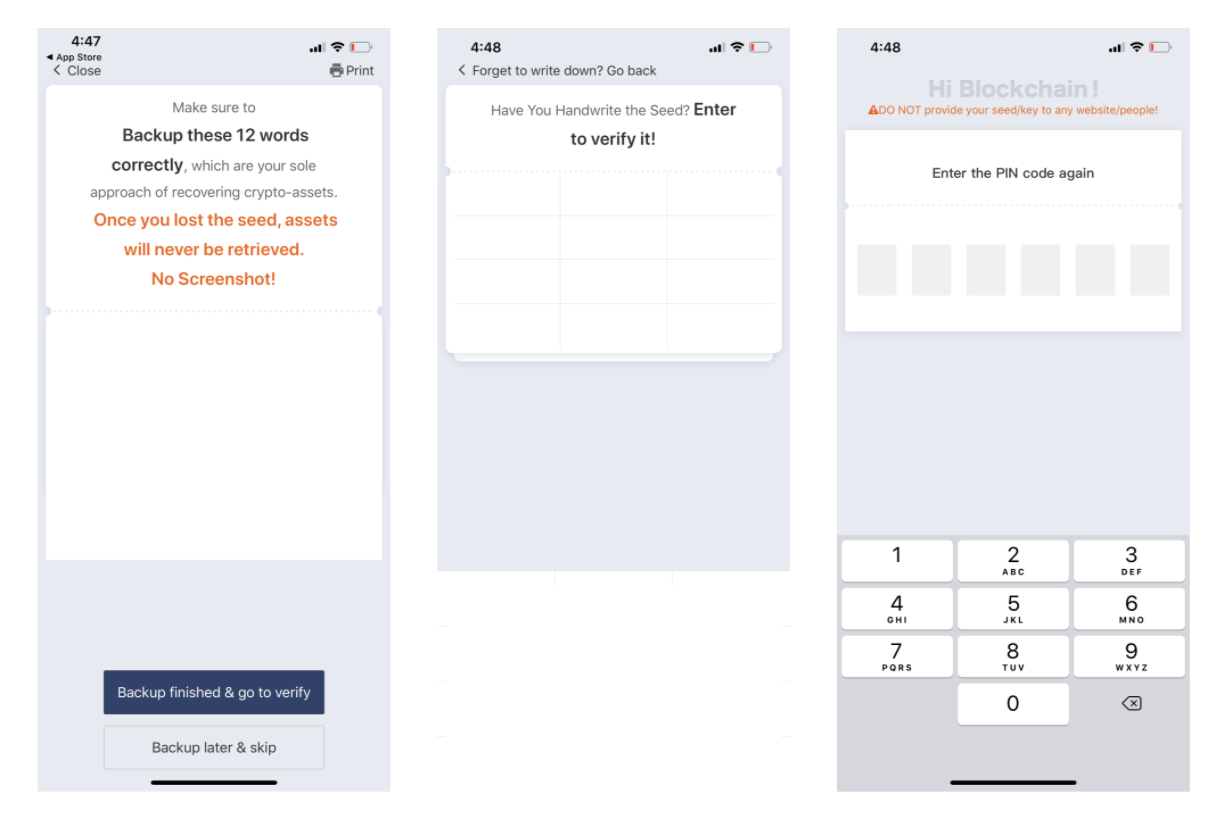 4:47
App Store
Close
Print
Make sure to
Backup these 12 words
correctly, which are your sole
approach of recovering crypto-assets.
Once you lost the seed, assets
will never be retrieved.
No Screenshot!
Backup finished & go to verify
Backup later & skip
4:48
Forget to write down? Go back
Have You Handwrite the Seed? Enter
to verify it!
4:48
Hi Blockchain!
DO NOT provide your seed/key to any website/people!
Enter the PIN code again
1
2
3
ABC
DEF
4
5
6
GHI
JKL
MNO
7
8
9
PQRS
TUV
WXYZ
0